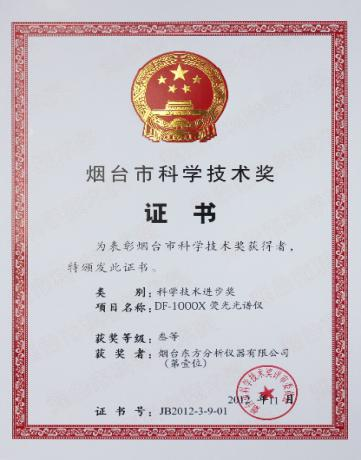 烟台市科学技术奖
证 书
为表彰烟台市科学技术奖获得者，
特颁发此证书。
类 别：科学技术进步奖
项目名称：DF-1000X 荧光光谱仪
获奖等级：叁等
获 奖 者：烟台东方分析仪器有限公司
（第壹位）
2012 年 11 月
证 书 号：JB2012-3-9-01